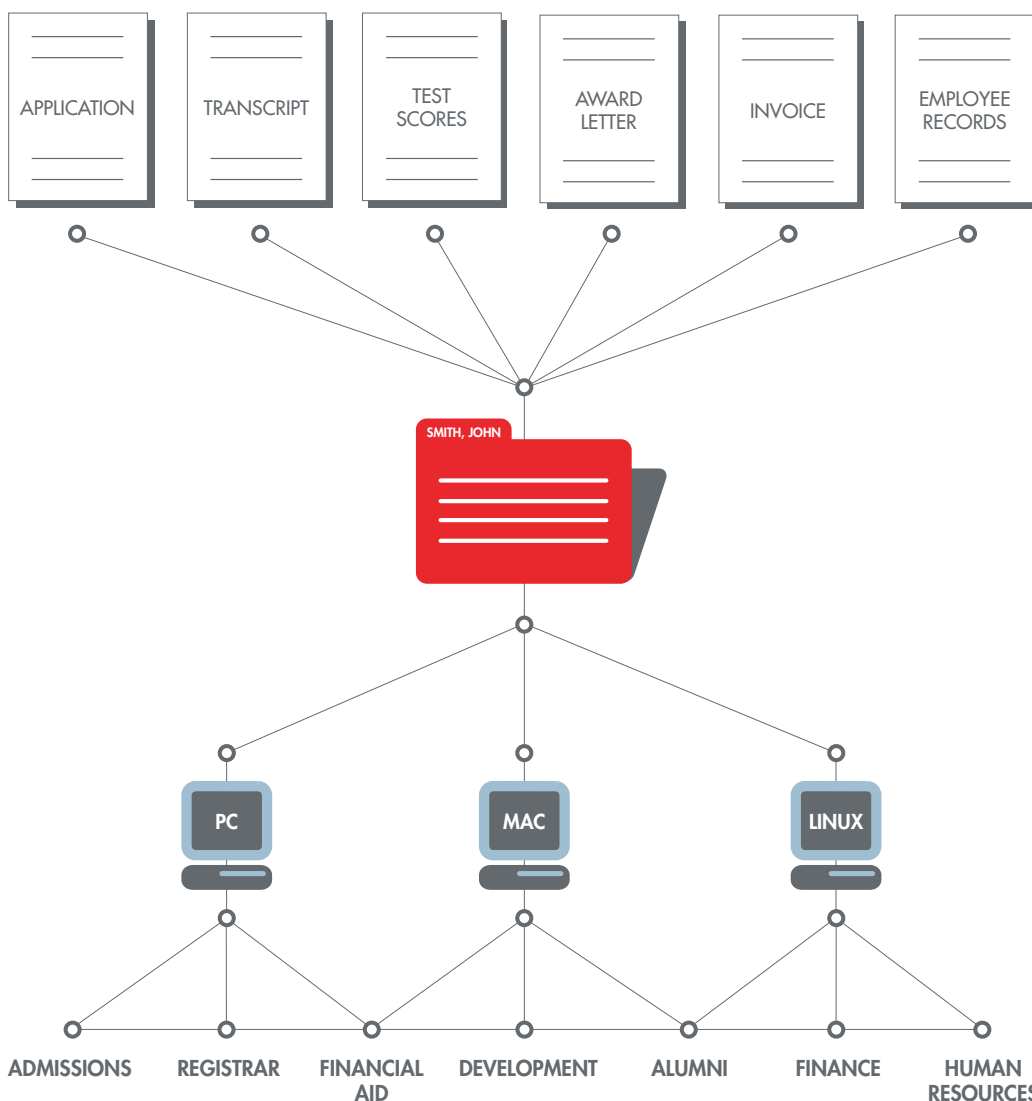 APPLICATION
TRANSCRIPT
TEST
SCORES
AWARD
LETTER
INVOICE
EMPLOYEE
RECORDS
SMITH, JOHN
PC
MAC
LINUX
ADMISSIONS
REGISTRAR
FINANCIAL
AID
DEVELOPMENT
ALUMNI
FINANCE
HUMAN
RESOURCES